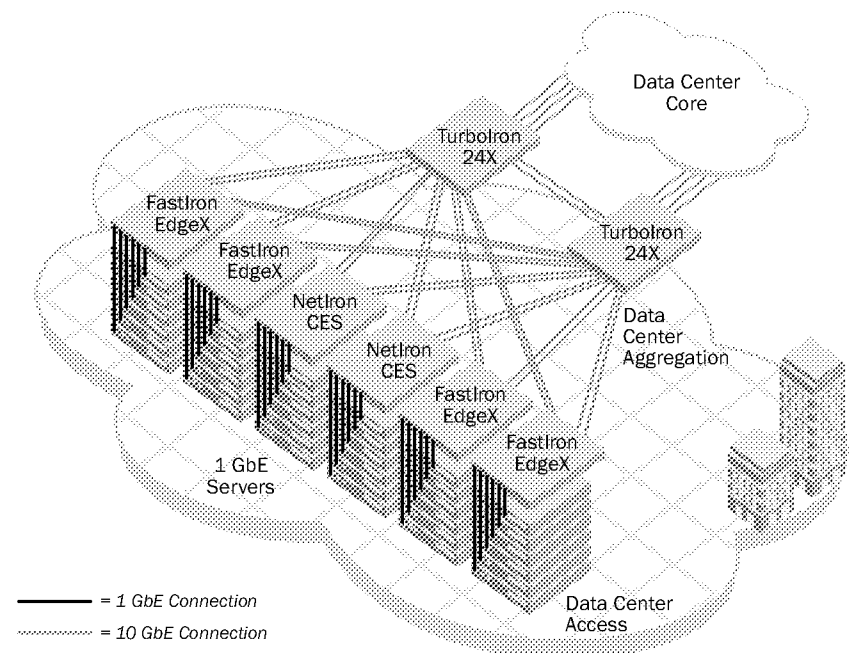 Data Center
Core
TurboIron
24X
TurboIron
24X
FastIron
EdgeX
FastIron
EdgeX
NetIron
CES
NetIron
CES
FastIron
EdgeX
FastIron
EdgeX
Data
Center
Aggregation
1 GbE
Servers
Data Center
Access
= 1 GbE Connection
= 10 GbE Connection